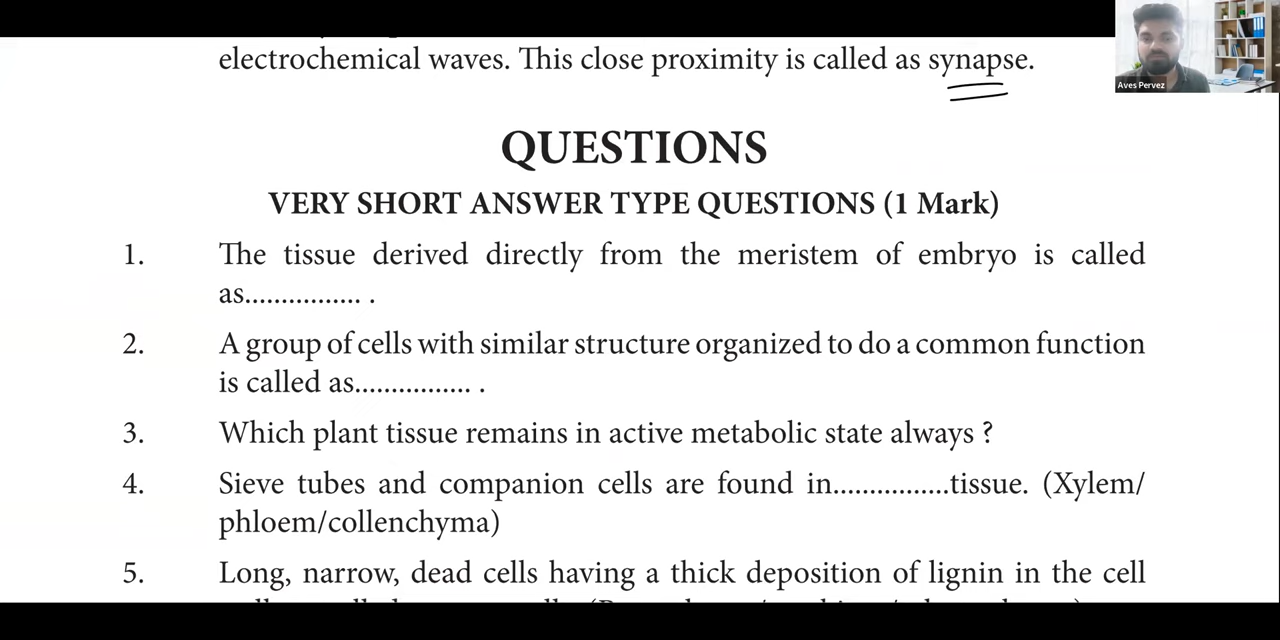 electrochemical waves. This close proximity is called as synapse.
Aves Pervez
QUESTIONS
VERY SHORT ANSWER TYPE QUESTIONS (1 Mark)
1. The tissue derived directly from the meristem of embryo is called
as................ .
2. A group of cells with similar structure organized to do a common function
is called as................ .
3. Which plant tissue remains in active metabolic state always ?
4. Sieve tubes and companion cells are found in................tissue. (Xylem/
phloem/collenchyma)
5. Long, narrow, dead cells having a thick deposition of lignin in the cell